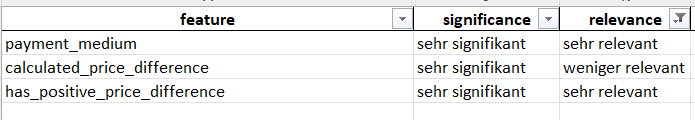 feature significance relevance
payment_medium sehr signifikant sehr relevant
calculated_price_difference sehr signifikant weniger relevant
has_positive_price_difference sehr signifikant sehr relevant